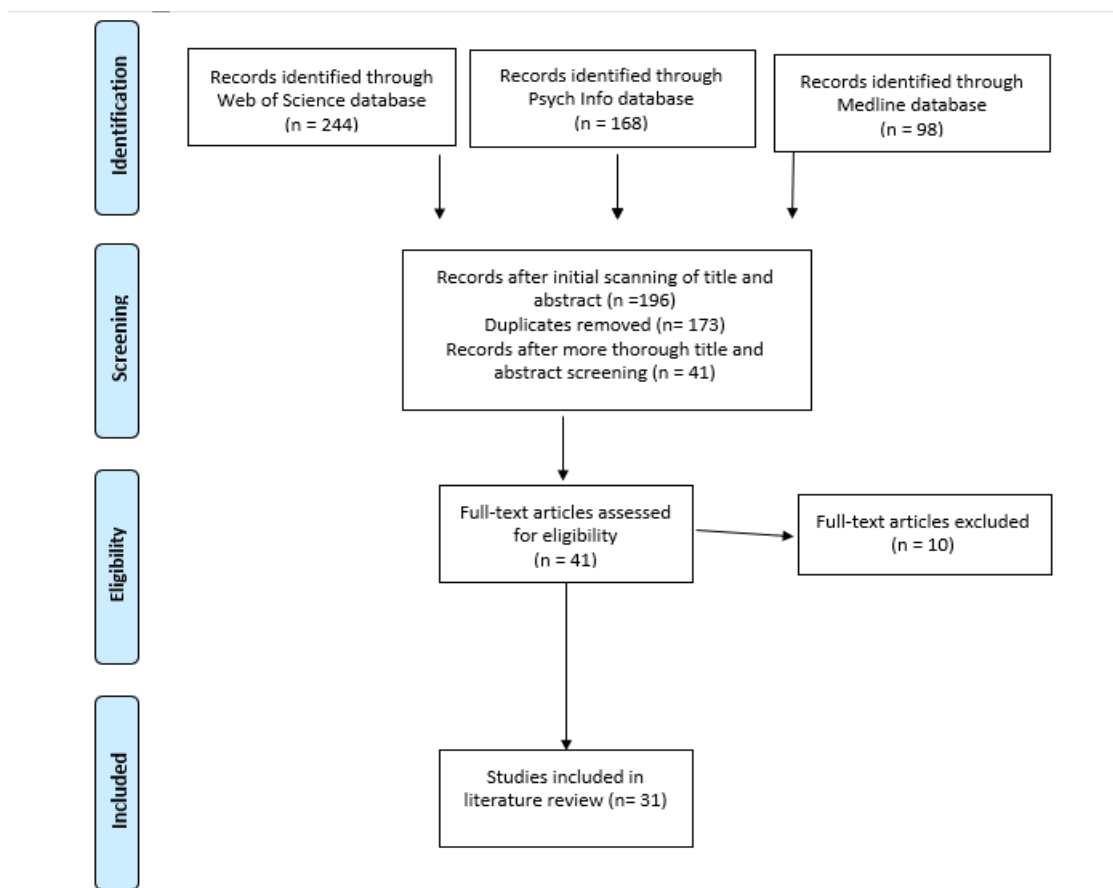 Identification
Records identified through
Web of Science database
(n = 244)
Records identified through
Psych Info database
(n = 168)
Records identified through
Medline database
(n = 98)
Screening
Records after initial scanning of title and
abstract (n =196)
Duplicates removed (n= 173)
Records after more thorough title and
abstract screening (n = 41)
Eligibility
Full-text articles assessed
for eligibility
(n = 41)
Full-text articles excluded
(n = 10)
Included
Studies included in
literature review (n= 31)